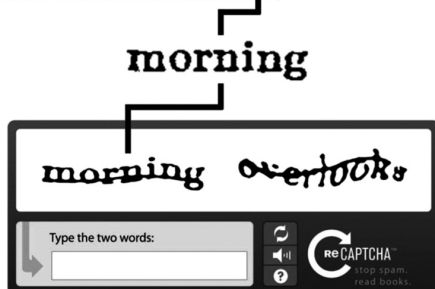 morning
morning overlooks
Type the two words:
?
ReCAPTCHA™
stop spam.
read books.